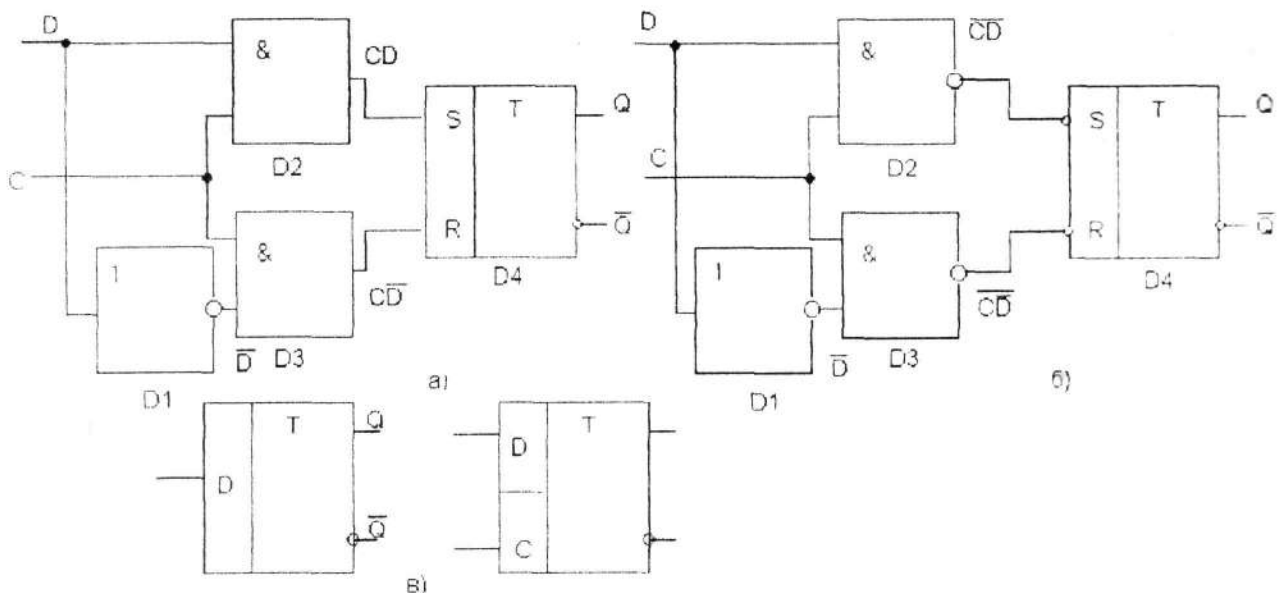 D
&
CD
D2
C
S
T
Q
R
Q̅
D4
&
CD̅
D3
1
D̅
D1
а)
D
&
C̅D̅
D2
C
S
T
Q
R
Q̅
D4
&
C̅D̅̅
D3
1
D̅
D1
б)
D
T
Q
Q̅
D
T
C
в)